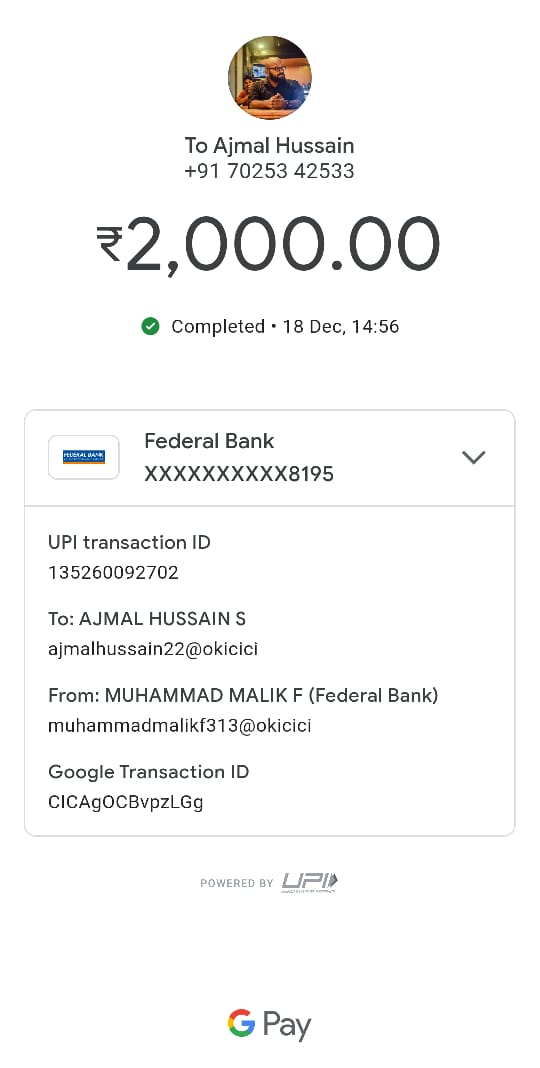 To Ajmal Hussain
+91 70253 42533
₹2,000.00
Completed • 18 Dec, 14:56
FEDERAL BANK
Federal Bank
XXXXXXXXXX8195
UPI transaction ID
135260092702
To: AJMAL HUSSAIN S
ajmalhussain22@okicici
From: MUHAMMAD MALIK F (Federal Bank)
muhammadmalikf313@okicici
Google Transaction ID
CICAgOCBvpzLGg
POWERED BY UPI
G Pay